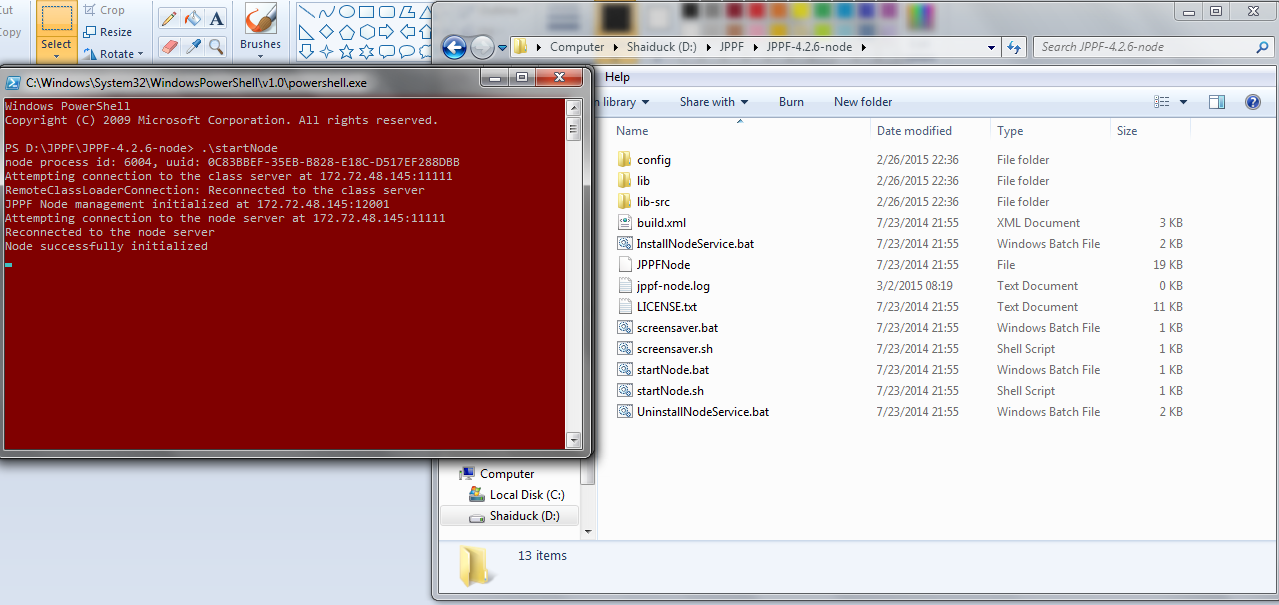 Cut
Copy
Crop
Resize
Rotate
Select
A
Brushes
Computer Shaiduck (D:) JPPF JPPF-4.2.6-node
Search JPPF-4.2.6-node
C:\Windows\System32\WindowsPowerShell\v1.0\powershell.exe
Windows PowerShell
Copyright (C) 2009 Microsoft Corporation. All rights reserved.
PS D:\JPPF\JPPF-4.2.6-node> .\startNode
node process id: 6004, uuid: 0C83BBEF-35EB-B828-E18C-D517EF288DBB
Attempting connection to the class server at 172.72.48.145:11111
RemoteClassLoaderConnection: Reconnected to the class server
JPPF Node management initialized at 172.72.48.145:12001
Attempting connection to the node server at 172.72.48.145:11111
Reconnected to the node server
Node successfully initialized
Help
n library Share with Burn New folder
Name Date modified Type Size
config 2/26/2015 22:36 File folder
lib 2/26/2015 22:36 File folder
lib-src 2/26/2015 22:36 File folder
build.xml 7/23/2014 21:55 XML Document 3 KB
InstallNodeService.bat 7/23/2014 21:55 Windows Batch File 2 KB
JPPFNode 7/23/2014 21:55 File 19 KB
jppf-node.log 3/2/2015 08:19 Text Document 0 KB
LICENSE.txt 7/23/2014 21:55 Text Document 11 KB
screensaver.bat 7/23/2014 21:55 Windows Batch File 1 KB
screensaver.sh 7/23/2014 21:55 Shell Script 1 KB
startNode.bat 7/23/2014 21:55 Windows Batch File 1 KB
startNode.sh 7/23/2014 21:55 Shell Script 1 KB
UninstallNodeService.bat 7/23/2014 21:55 Windows Batch File 2 KB
Computer
Local Disk (C:)
Shaiduck (D:)
13 items